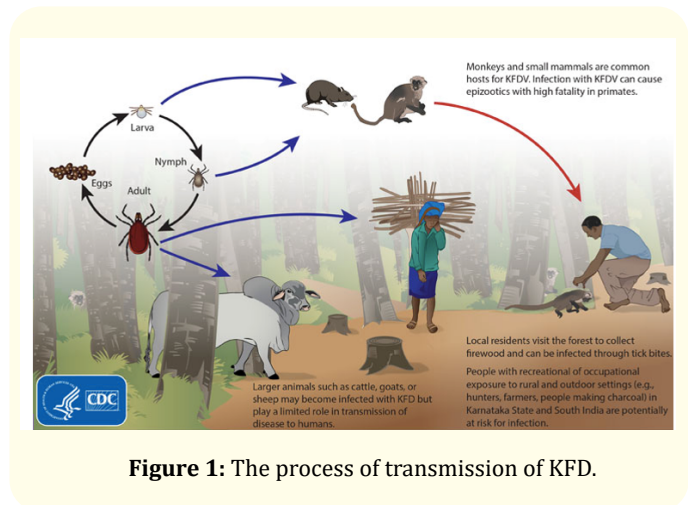 Monkeys and small mammals are common
hosts for KFDV. Infection with KFDV can cause
epizootics with high fatality in primates.
Larva
Nymph
Eggs
Adult
Local residents visit the forest to collect
firewood and can be infected through tick bites.
People with recreational of occupational
exposure to rural and outdoor settings (e.g.,
hunters, farmers, people making charcoal) in
Karnataka State and South India are potentially
at risk for infection.
Larger animals such as cattle, goats, or
sheep may become infected with KFD but
play a limited role in transmission of
disease to humans.
CDC
Figure 1: The process of transmission of KFD.